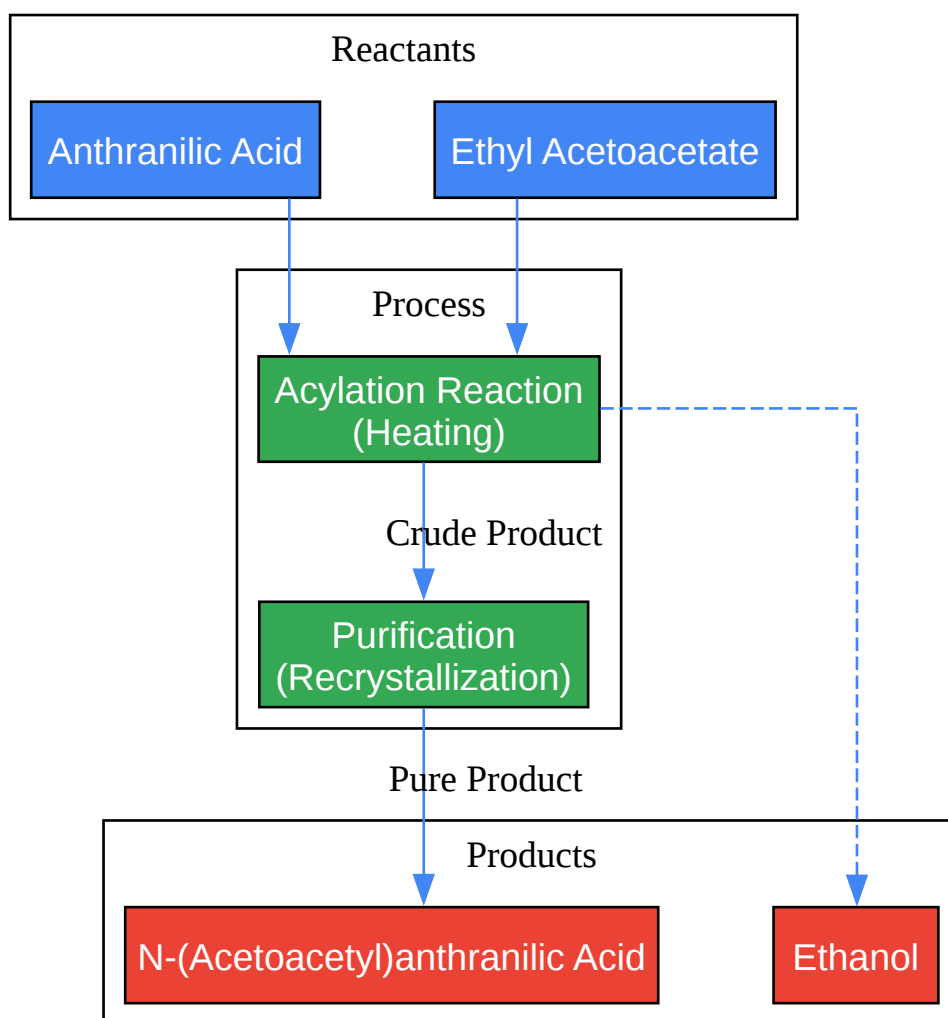 Reactants
Anthranilic Acid
Ethyl Acetoacetate
Process
Acylation Reaction
(Heating)
Crude Product
Purification
(Recrystallization)
Pure Product
Products
N-(Acetoacetyl)anthranilic Acid
Ethanol